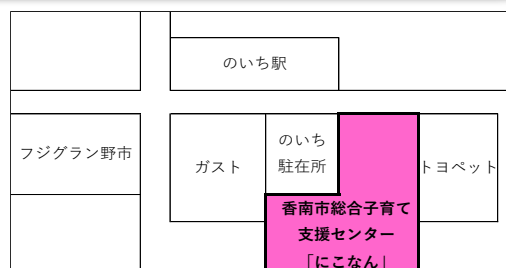 のいち駅
フジグラン野市
ガスト
のいち
駐在所
トヨペット
香南市総合子育て
支援センター
「にこなん」